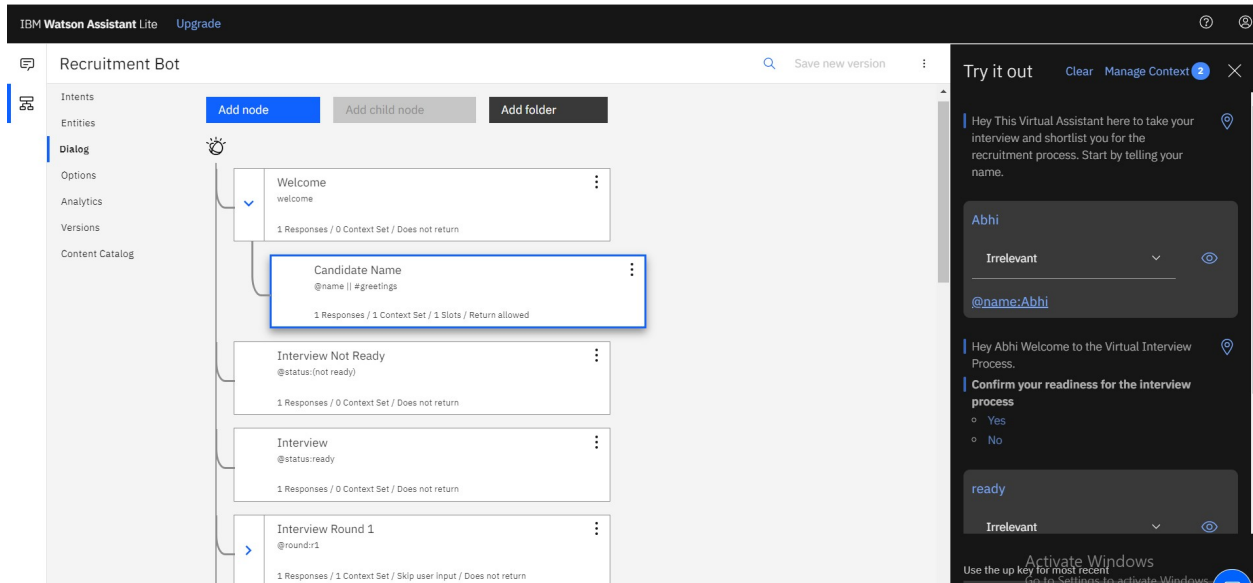 IBM Watson Assistant Lite Upgrade
Recruitment Bot
Save new version
Intents
Entities
Dialog
Options
Analytics
Versions
Content Catalog
Add node
Add child node
Add folder
Welcome
welcome
1 Responses / 0 Context Set / Does not return
Candidate Name
@name || #greetings
1 Responses / 1 Context Set / 1 Slots / Return allowed
Interview Not Ready
@status:(not ready)
1 Responses / 0 Context Set / Does not return
Interview
@status:ready
1 Responses / 0 Context Set / Does not return
Interview Round 1
@round:r1
1 Responses / 1 Context Set / Skip user input / Does not return
Try it out
Clear
Manage Context 2
Hey This Virtual Assistant here to take your
interview and shortlist you for the
recruitment process. Start by telling your
name.
Abhi
Irrelevant
@name:Abhi
Hey Abhi Welcome to the Virtual Interview
Process.
Confirm your readiness for the interview
process
Yes
No
ready
Irrelevant
Activate Windows
Use the up key for most recent
Go to Settings to activate Windows.